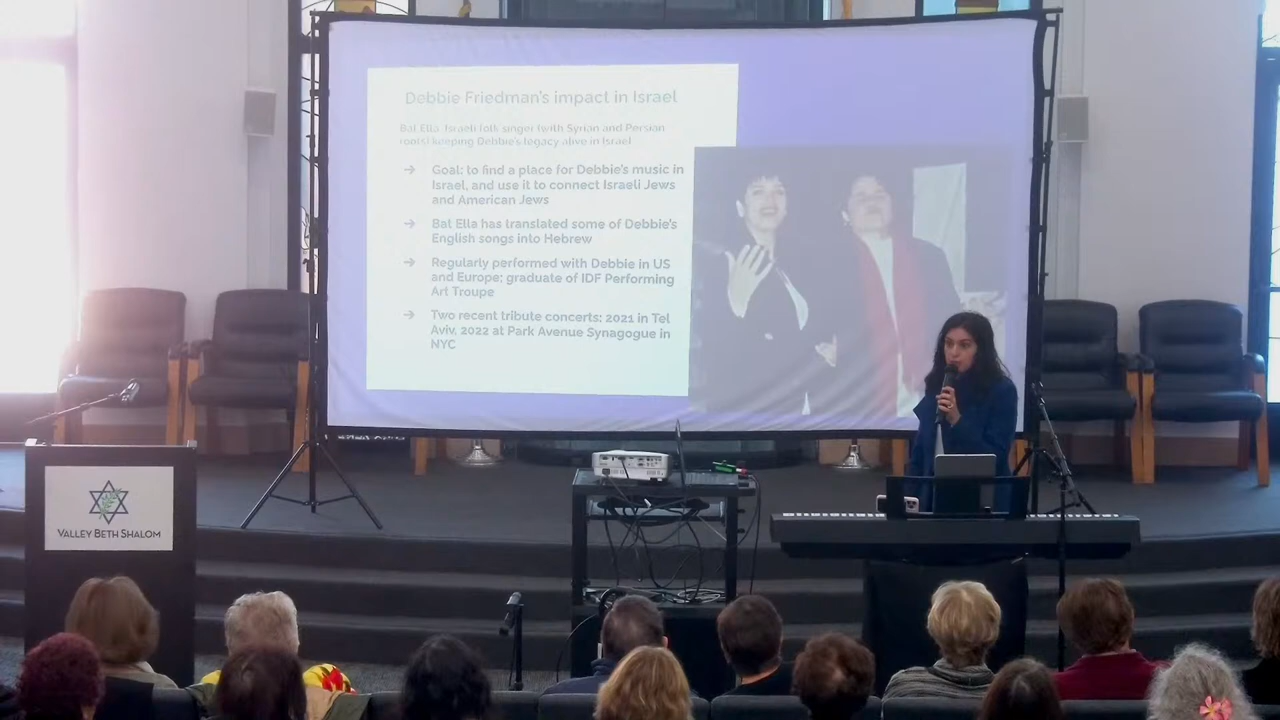 Debbie Friedman's impact in Israel
Bat Ella: Israeli folk singer (with Syrian and Persian
roots) keeping Debbie's legacy alive in Israel
→ Goal: to find a place for Debbie's music in
Israel, and use it to connect Israeli Jews
and American Jews
→ Bat Ella has translated some of Debbie's
English songs into Hebrew
→ Regularly performed with Debbie in US
and Europe; graduate of IDF Performing
Art Troupe
→ Two recent tribute concerts: 2021 in Tel
Aviv, 2022 at Park Avenue Synagogue in
NYC
VALLEY BETH SHALOM